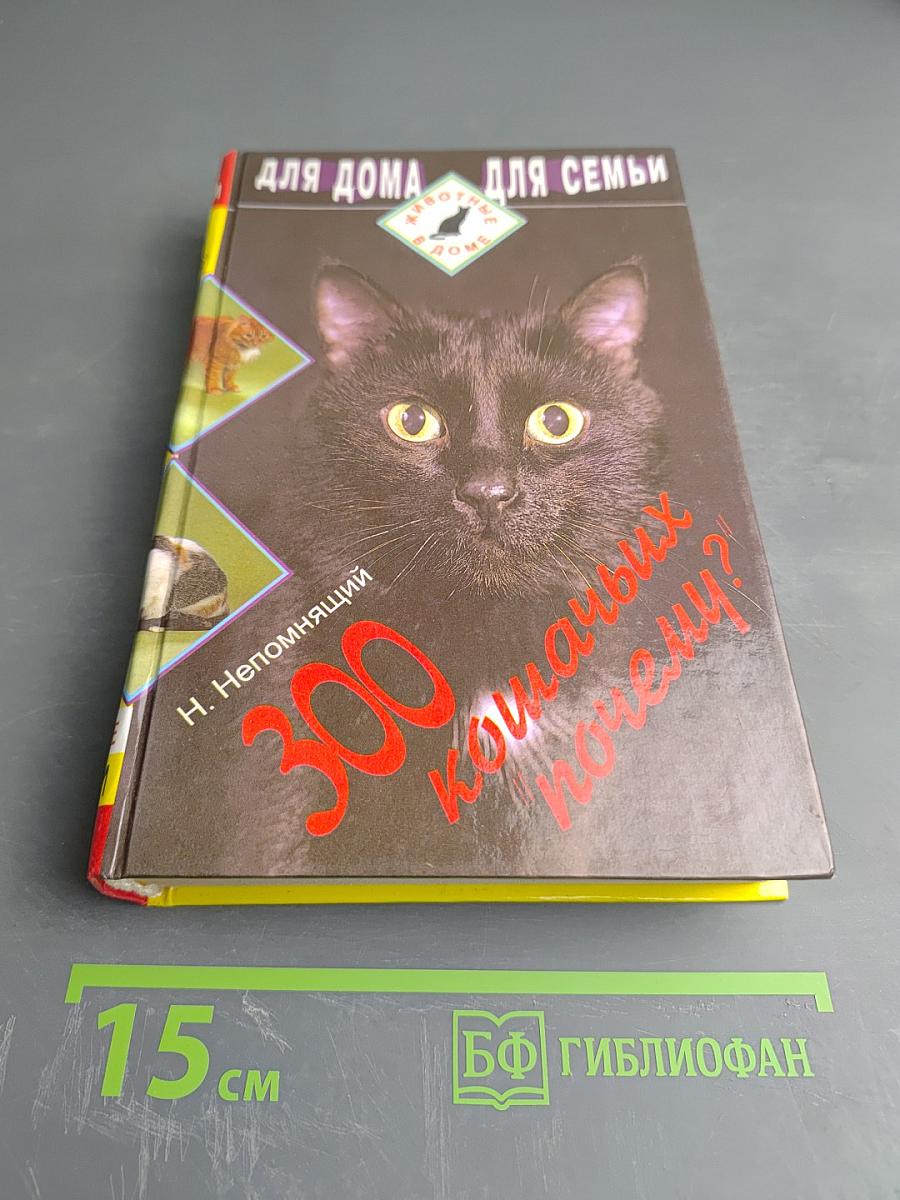 ДЛЯ ДОМА ДЛЯ СЕМЬИ
ЖИВОТНЫЕ
В ДОМЕ
Н. Непомнящий
300
кошачьих
"почему?"
15 см
БФ ГИБЛИОФАН